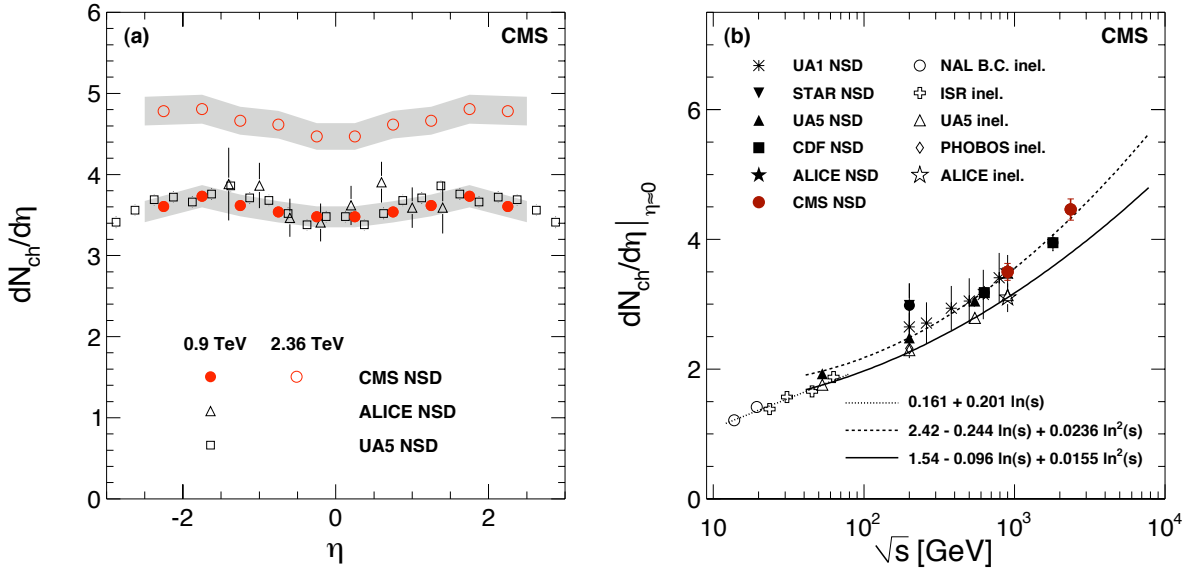 (a) CMS
dN_ch/dη
6
5
4
3
2
1
0
-2 0 2
η
0.9 TeV 2.36 TeV
CMS NSD
ALICE NSD
UA5 NSD
(b) CMS
dN_ch/dη|_η≈0
6
4
2
0
UA1 NSD
STAR NSD
UA5 NSD
CDF NSD
ALICE NSD
CMS NSD
NAL B.C. inel.
ISR inel.
UA5 inel.
PHOBOS inel.
ALICE inel.
0.161 + 0.201 ln(s)
2.42 - 0.244 ln(s) + 0.0236 ln²(s)
1.54 - 0.096 ln(s) + 0.0155 ln²(s)
10 10² 10³ 10⁴
√s [GeV]